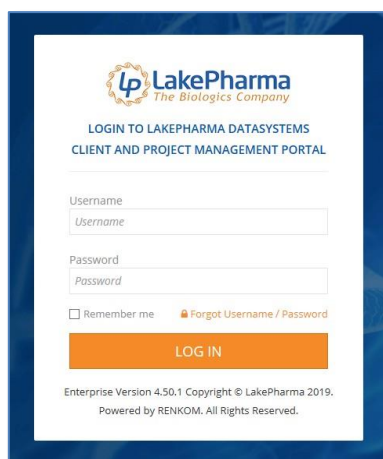 Lp LakePharma
The Biologics Company
LOGIN TO LAKEPHARMA DATASYSTEMS
CLIENT AND PROJECT MANAGEMENT PORTAL
Username
Username
Password
Password
Remember me Forgot Username / Password
LOG IN
Enterprise Version 4.50.1 Copyright © LakePharma 2019.
Powered by RENKOM. All Rights Reserved.